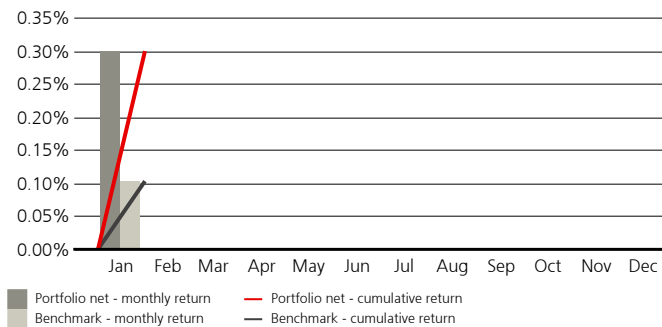 0.35%
0.30%
0.25%
0.20%
0.15%
0.10%
0.05%
0.00%
Jan Feb Mar Apr May Jun Jul Aug Sep Oct Nov Dec
Portfolio net - monthly return Portfolio net - cumulative return
Benchmark - monthly return Benchmark - cumulative return